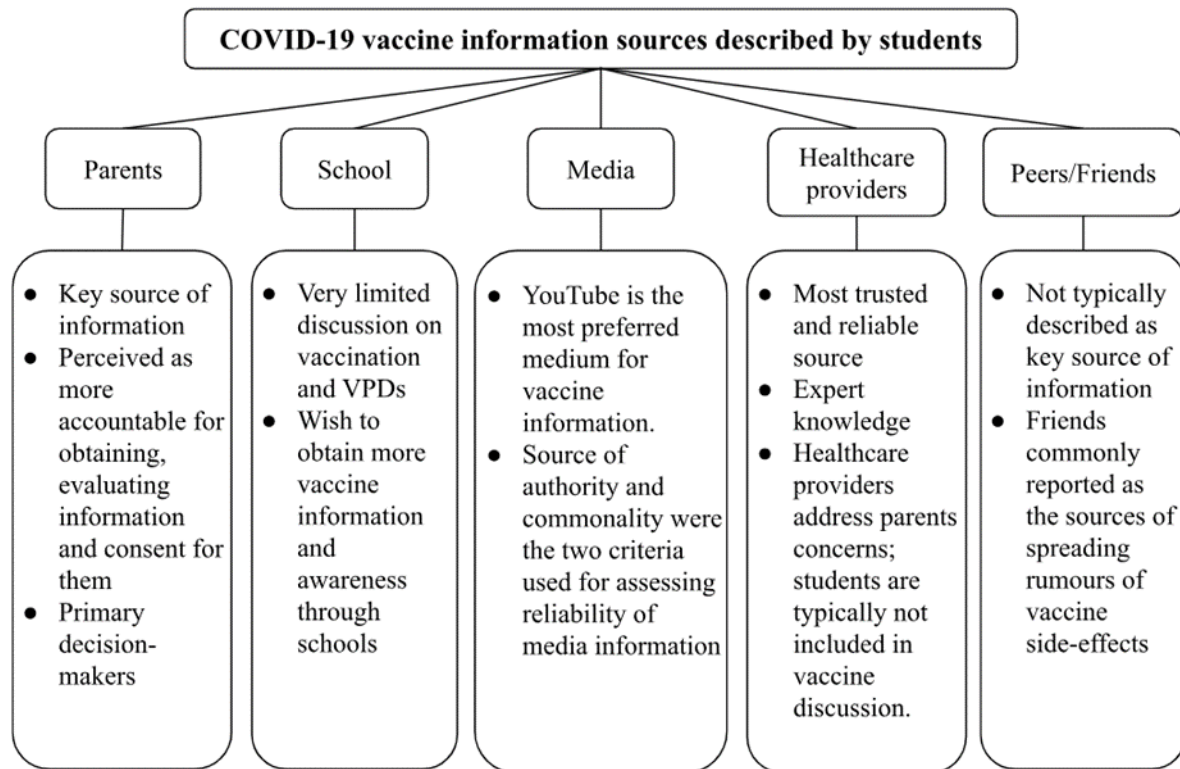 COVID-19 vaccine information sources described by students
Parents
School
Media
Healthcare
providers
Peers/Friends
● Key source of
information
● Perceived as
more
accountable for
obtaining,
evaluating
information
and consent for
them
● Primary
decision-
makers
● Very limited
discussion on
vaccination
and VPDs
● Wish to
obtain more
vaccine
information
and
awareness
through
schools
● YouTube is the
most preferred
medium for
vaccine
information.
● Source of
authority and
commonality were
the two criteria
used for assessing
reliability of
media information
● Most trusted
and reliable
source
● Expert
knowledge
● Healthcare
providers
address parents
concerns;
students are
typically not
included in
vaccine
discussion.
● Not typically
described as
key source of
information
● Friends
commonly
reported as
the sources of
spreading
rumours of
vaccine
side-effects